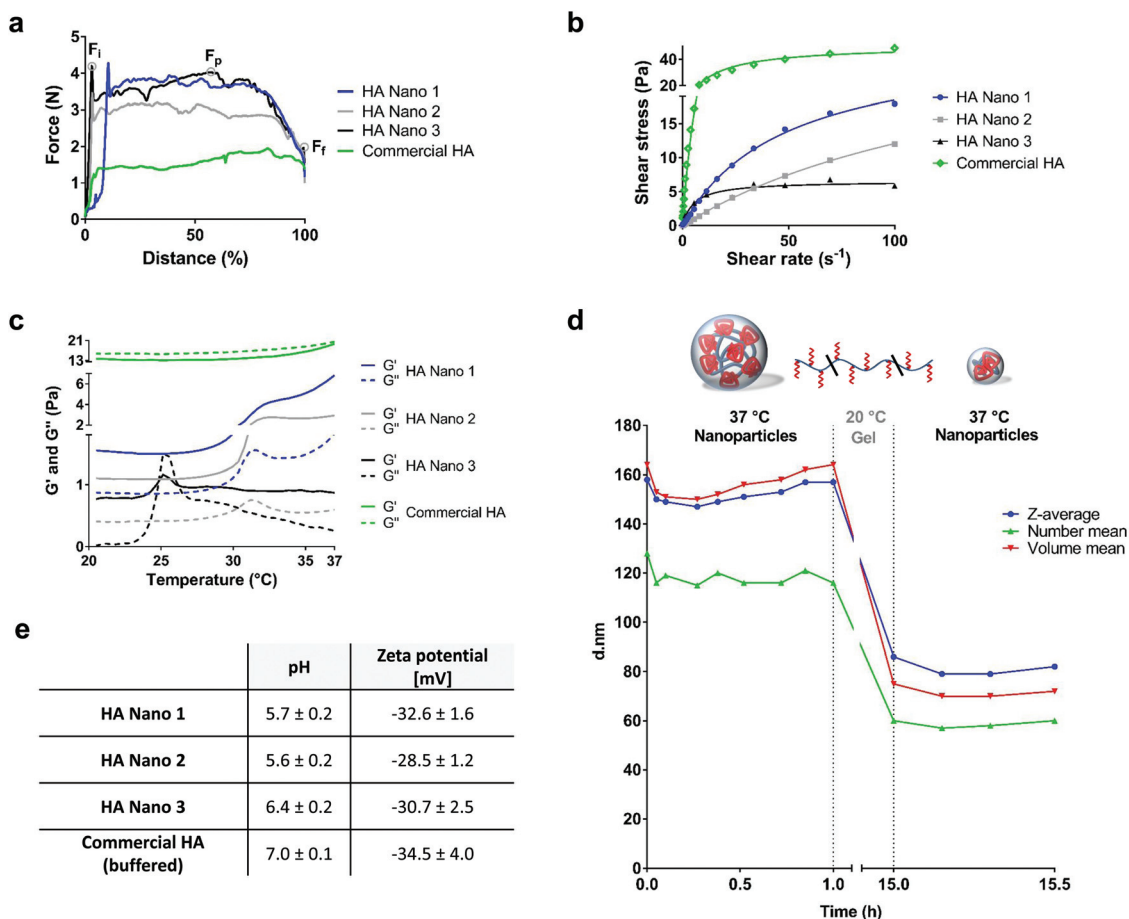 a
F_i
F_p
F_f
5
4
3
2
1
0
Force (N)
0
50
100
Distance (%)
HA Nano 1
HA Nano 2
HA Nano 3
Commercial HA
b
40
20
15
10
5
0
Shear stress (Pa)
0
50
100
Shear rate (s⁻¹)
HA Nano 1
HA Nano 2
HA Nano 3
Commercial HA
c
21
13
6
4
2
1
0
G' and G" (Pa)
20
25
30
35
37
Temperature (°C)
G'
G"
HA Nano 1
G'
G"
HA Nano 2
G'
G"
HA Nano 3
G'
G"
Commercial HA
d
37 °C
Nanoparticles
20 °C
Gel
37 °C
Nanoparticles
180
160
140
120
100
80
60
40
20
0
d.nm
0.0
0.5
1.0
15.0
15.5
Time (h)
Z-average
Number mean
Volume mean
e
pH Zeta potential
[mV]
HA Nano 1 5.7 ± 0.2 -32.6 ± 1.6
HA Nano 2 5.6 ± 0.2 -28.5 ± 1.2
HA Nano 3 6.4 ± 0.2 -30.7 ± 2.5
Commercial HA
(buffered) 7.0 ± 0.1 -34.5 ± 4.0